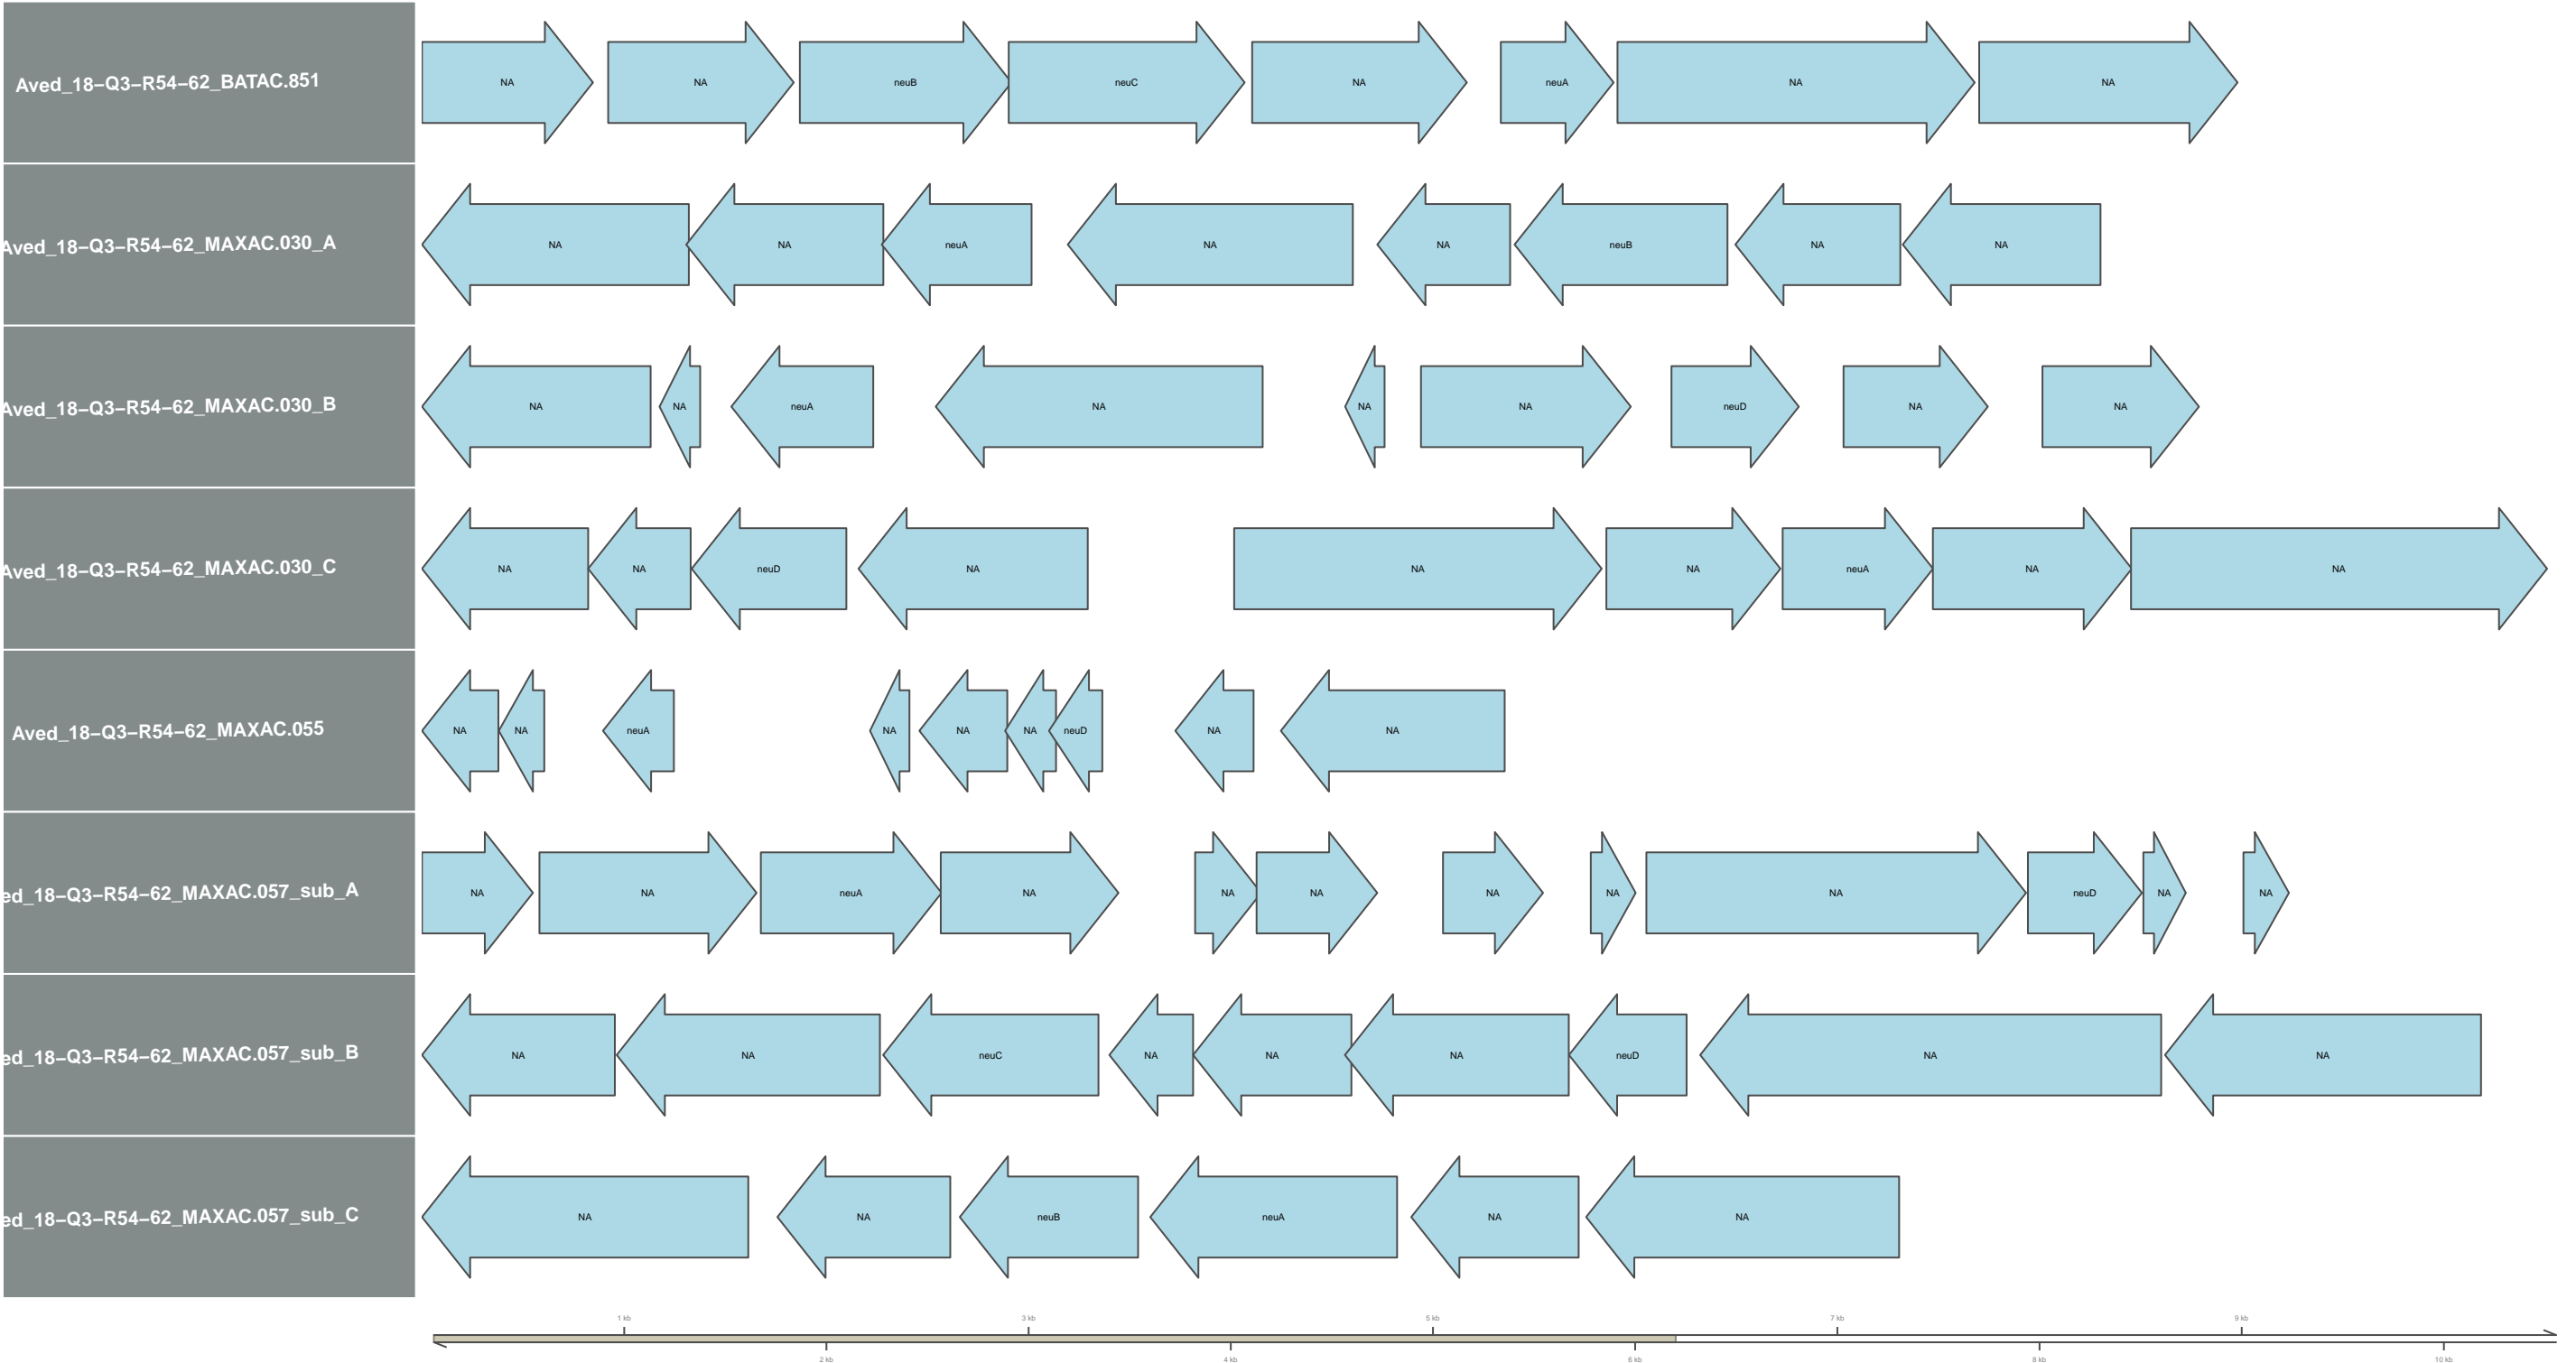 Aved_18–Q3–R54–62_BATAC.851
NA NA neuB neuC NA neuA NA NA
Aved_18–Q3–R54–62_MAXAC.030_A
NA NA neuA NA NA neuB NA NA
Aved_18–Q3–R54–62_MAXAC.030_B
NA NA neuA NA NA NA neuD NA NA
Aved_18–Q3–R54–62_MAXAC.030_C
NA NA neuD NA NA NA neuA NA NA
Aved_18–Q3–R54–62_MAXAC.055
NA NA neuA NA NA NA neuD NA NA
ed_18–Q3–R54–62_MAXAC.057_sub_A
NA NA neuA NA NA NA NA NA NA neuD NA NA
ed_18–Q3–R54–62_MAXAC.057_sub_B
NA NA neuC NA NA NA neuD NA NA
ed_18–Q3–R54–62_MAXAC.057_sub_C
NA NA neuB neuA NA NA
1 kb 3 kb 5 kb 7 kb 9 kb
2 kb 4 kb 6 kb 8 kb 10 kb